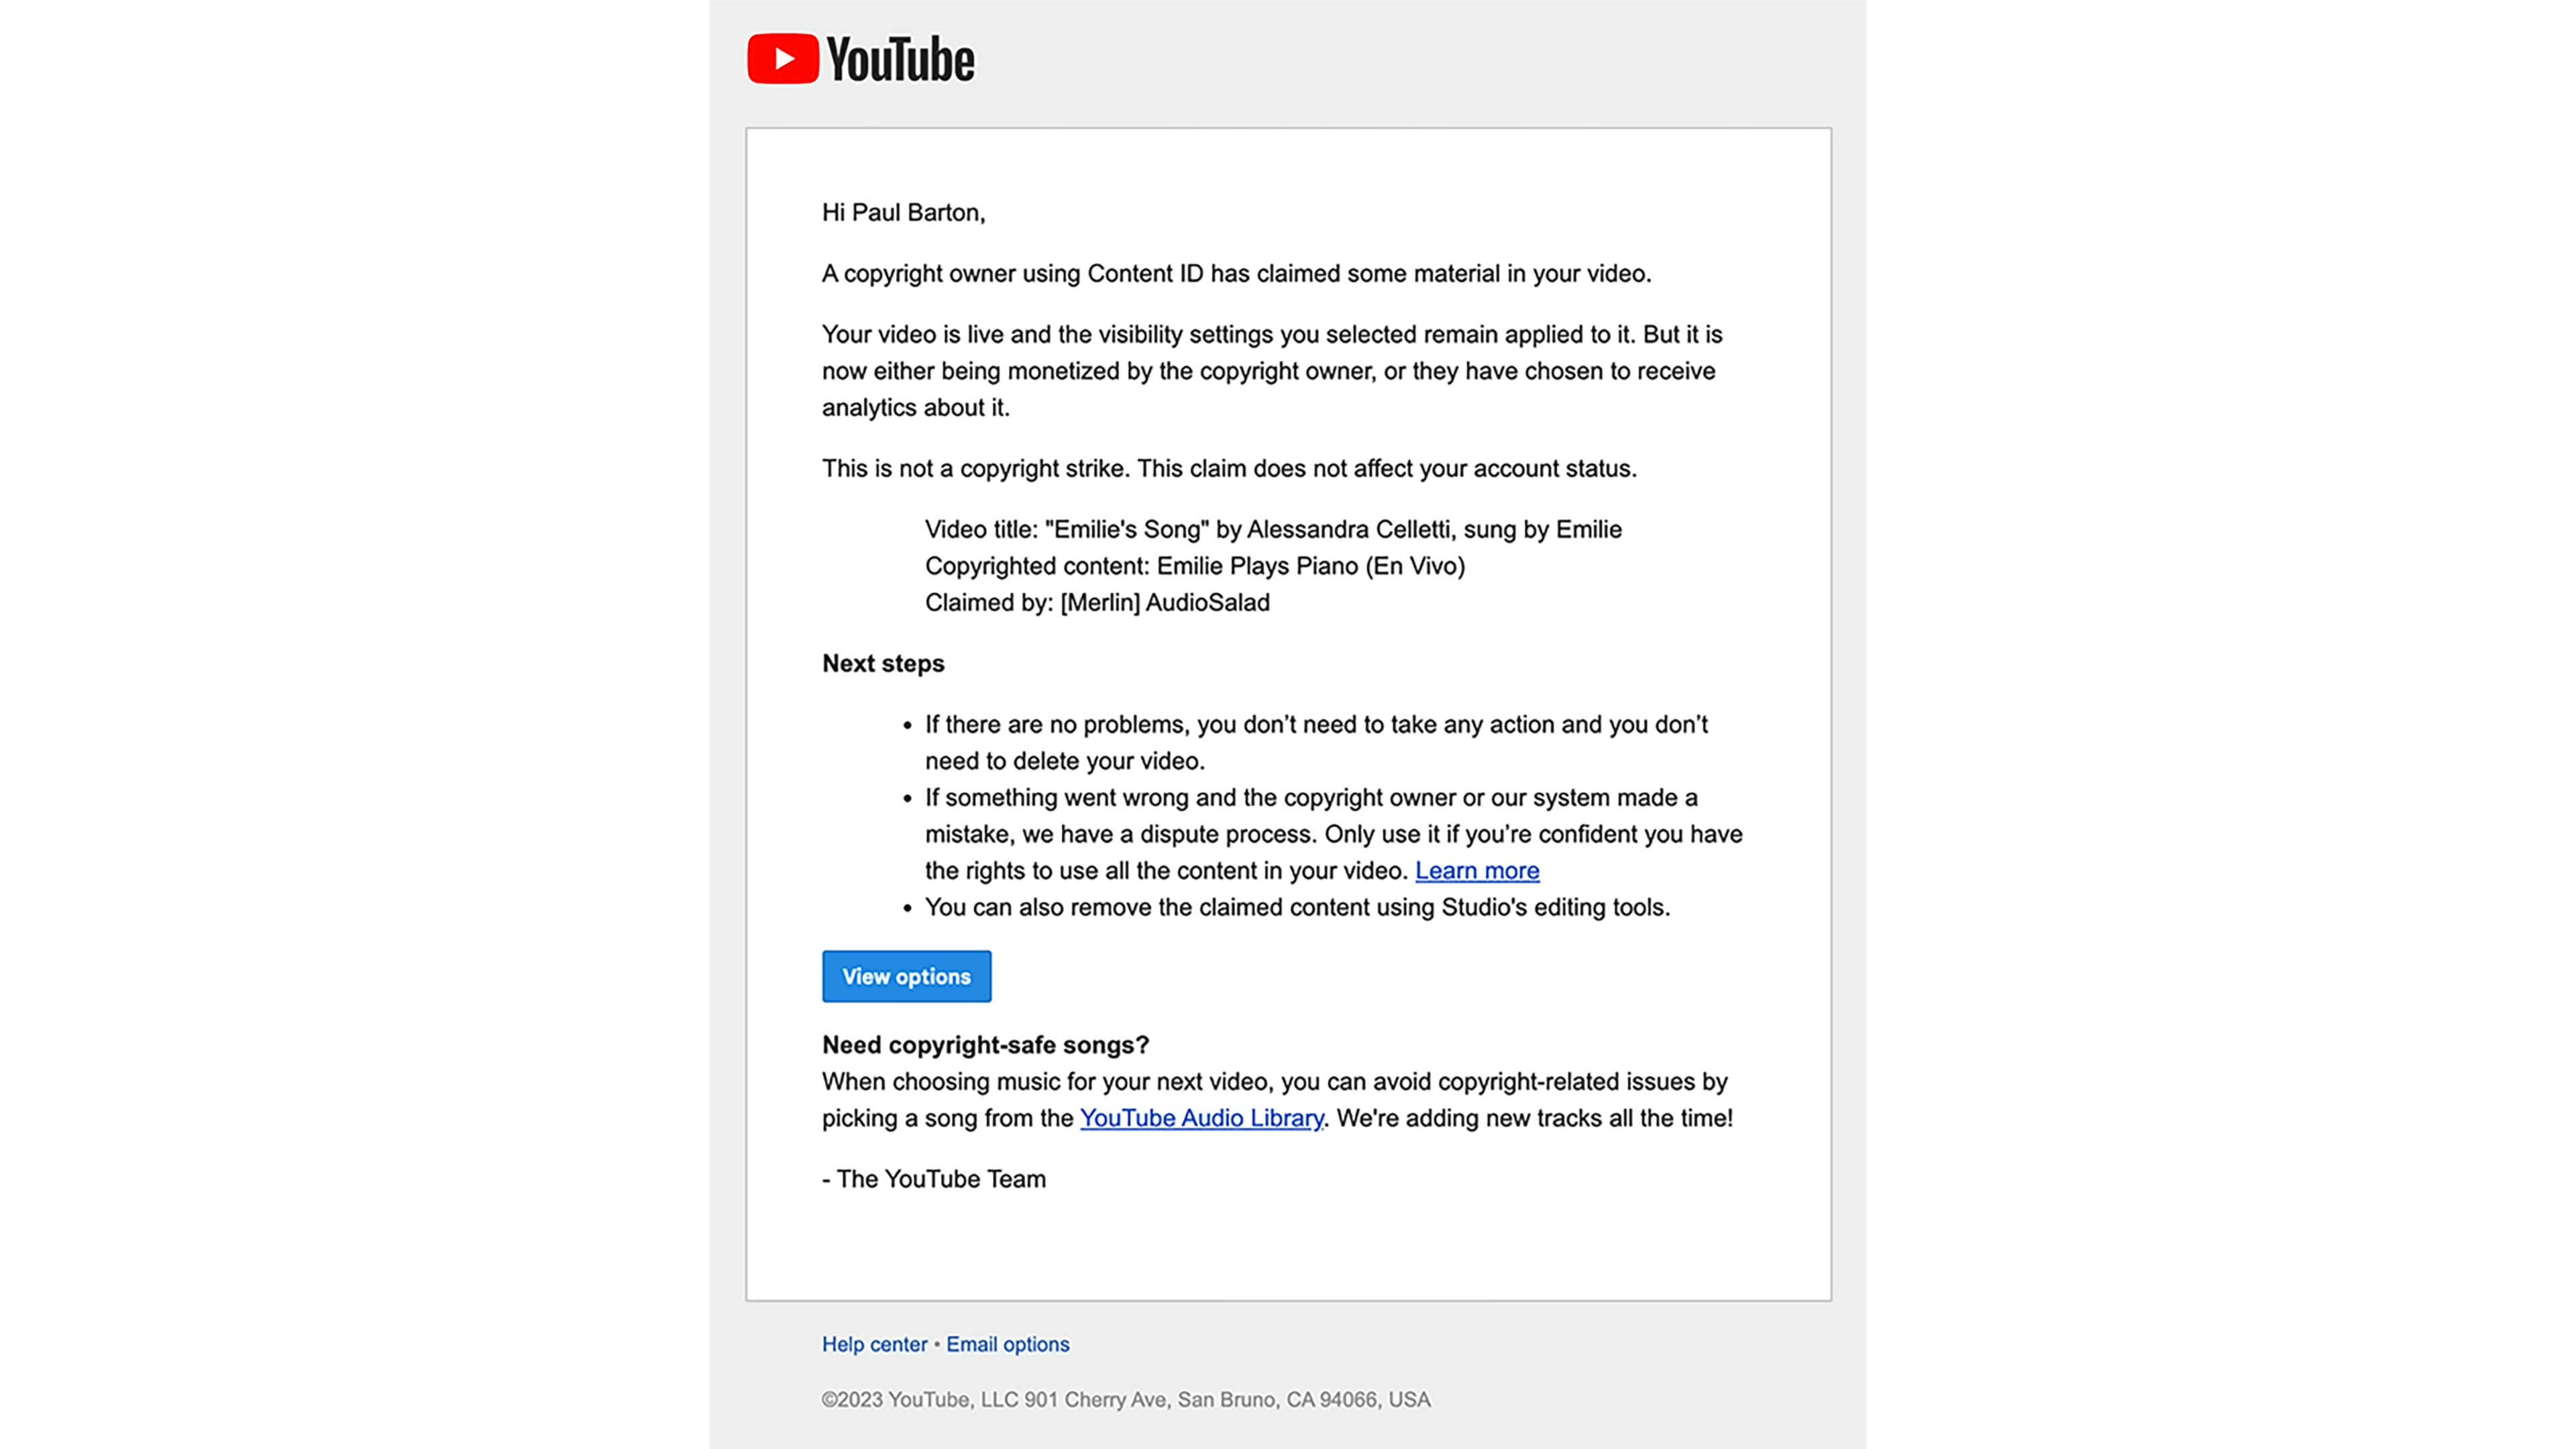 YouTube
Hi Paul Barton,
A copyright owner using Content ID has claimed some material in your video.
Your video is live and the visibility settings you selected remain applied to it. But it is
now either being monetized by the copyright owner, or they have chosen to receive
analytics about it.
This is not a copyright strike. This claim does not affect your account status.
Video title: "Emilie's Song" by Alessandra Celletti, sung by Emilie
Copyrighted content: Emilie Plays Piano (En Vivo)
Claimed by: [Merlin] AudioSalad
Next steps
• If there are no problems, you don’t need to take any action and you don’t
need to delete your video.
• If something went wrong and the copyright owner or our system made a
mistake, we have a dispute process. Only use it if you’re confident you have
the rights to use all the content in your video. Learn more
• You can also remove the claimed content using Studio's editing tools.
View options
Need copyright-safe songs?
When choosing music for your next video, you can avoid copyright-related issues by
picking a song from the YouTube Audio Library. We're adding new tracks all the time!
- The YouTube Team
Help center • Email options
©2023 YouTube, LLC 901 Cherry Ave, San Bruno, CA 94066, USA